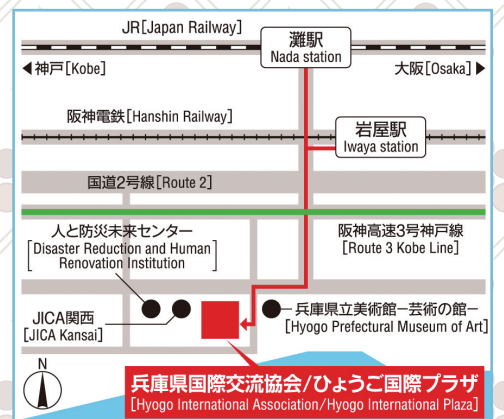 JR[Japan Railway]
灘駅
Nada station
神戸[Kobe]
大阪[Osaka]
阪神電鉄[Hanshin Railway]
岩屋駅
Iwaya station
国道2号線[Route 2]
人と防災未来センター
[Disaster Reduction and Human
Renovation Institution]
阪神高速3号神戸線
[Route 3 Kobe Line]
JICA関西
[JICA Kansai]
兵庫県立美術館−芸術の館−
[Hyogo Prefectural Museum of Art]
N
兵庫県国際交流協会/ひょうご国際プラザ
[Hyogo International Association/Hyogo International Plaza]